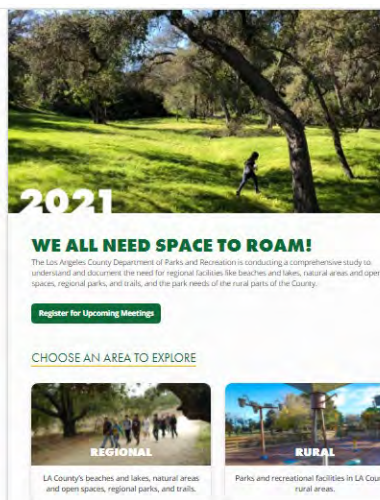 2021
WE ALL NEED SPACE TO ROAM!
The Los Angeles County Department of Parks and Recreation is conducting a comprehensive study to
understand and document the need for regional facilities like beaches and lakes, natural areas and open
spaces, regional parks, and trails, and the park needs of the rural parts of the County.
Register for Upcoming Meetings
CHOOSE AN AREA TO EXPLORE
REGIONAL
RURAL
LA County's beaches and lakes, natural areas
and open spaces, regional parks, and trails.
Parks and recreational facilities in LA Cou
rural areas.